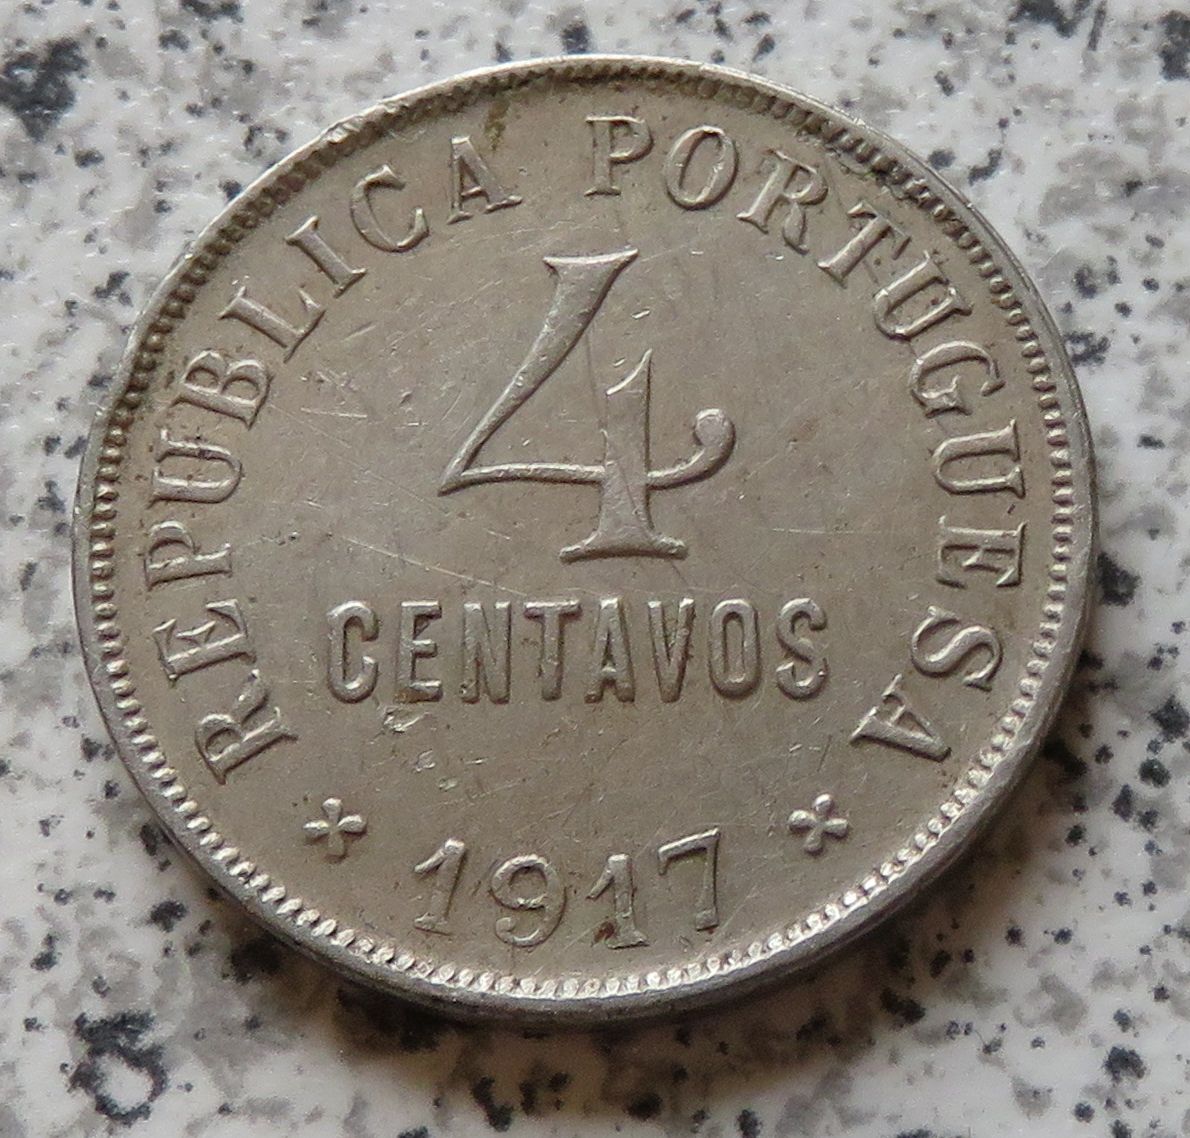 REPUBLICA PORTUGUESA
4
CENTAVOS
1917